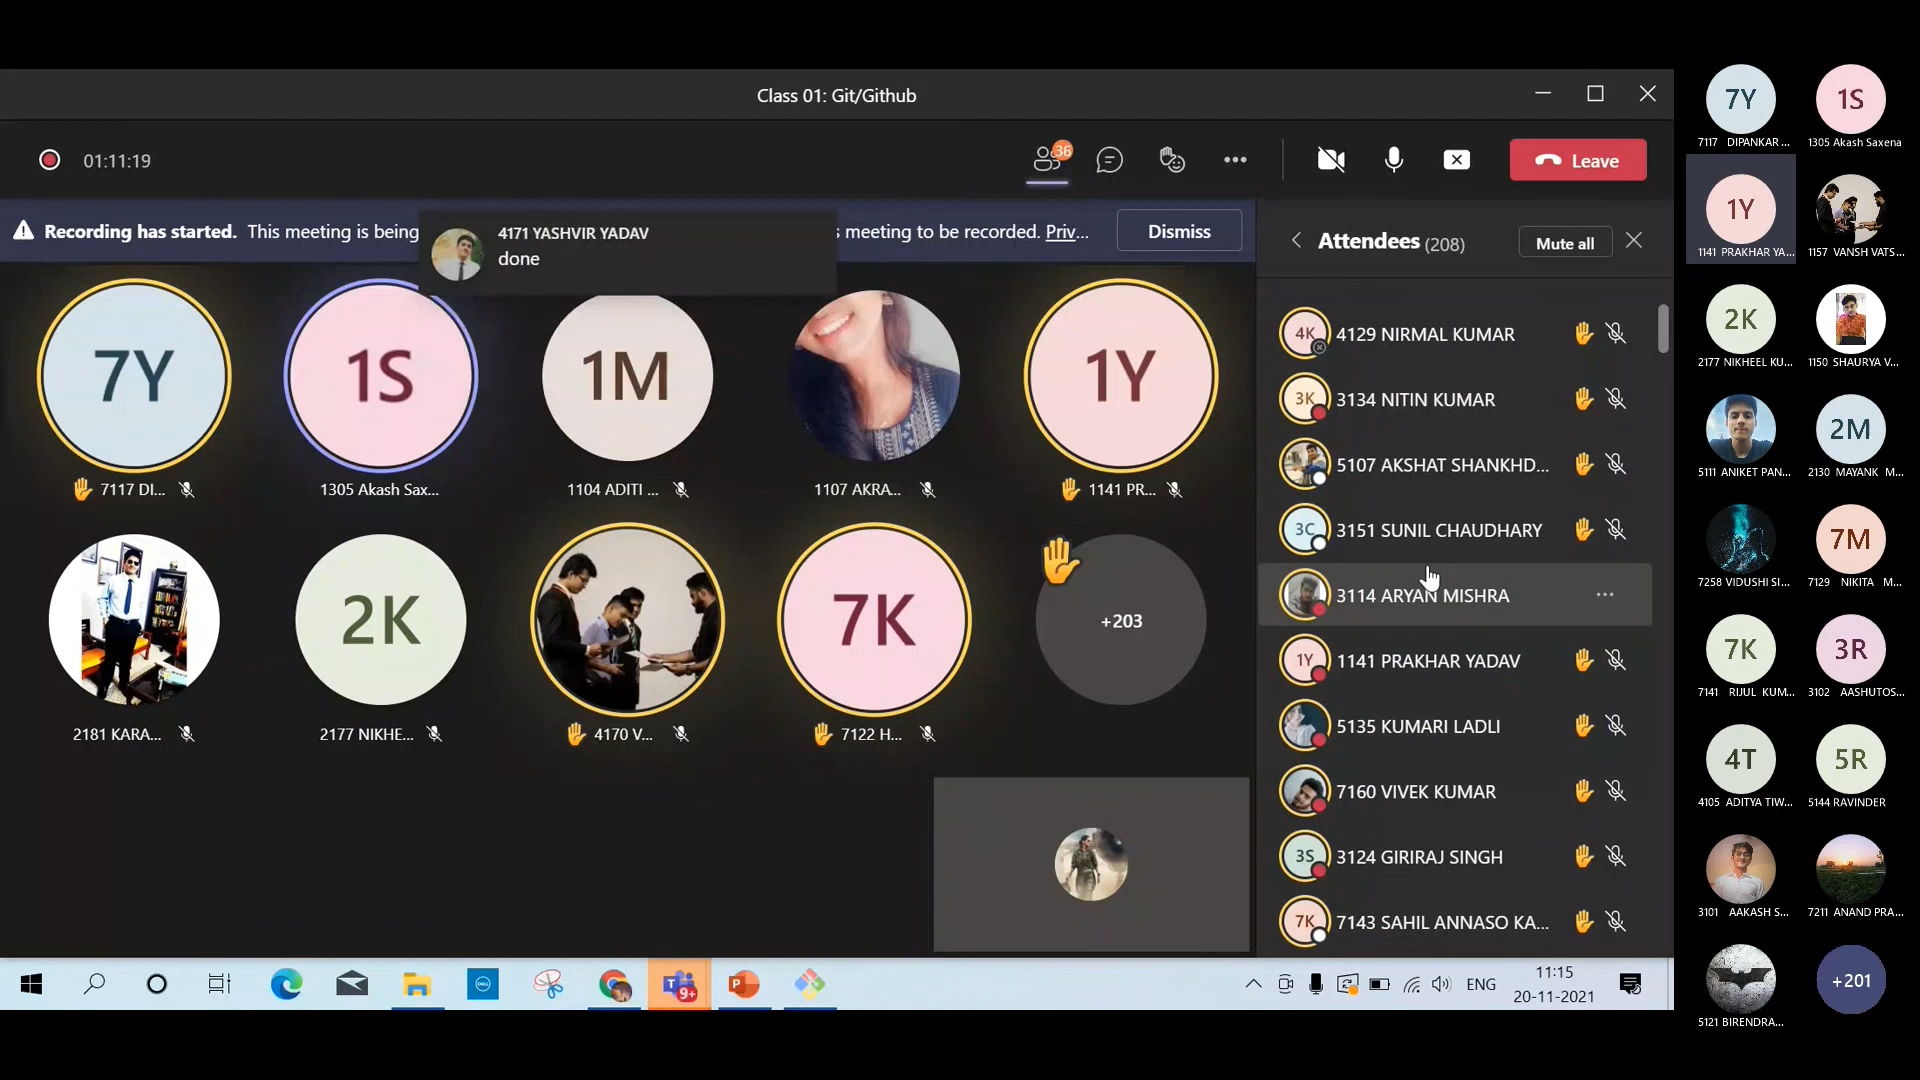 Class 01: Git/Github
01:11:19
36
Leave
Recording has started. This meeting is being
4171 YASHVIR YADAV
done
s meeting to be recorded. Priv...
Dismiss
Attendees (208)
Mute all
7Y
1S
1M
1Y
7117 DI...
1305 Akash Sax...
1104 ADITI ...
1107 AKRA...
1141 PR...
2K
7K
+203
2181 KARA...
2177 NIKHE...
4170 V...
7122 H...
4K 4129 NIRMAL KUMAR
3K 3134 NITIN KUMAR
5107 AKSHAT SHANKHD...
3C 3151 SUNIL CHAUDHARY
3114 ARYAN MISHRA
1Y 1141 PRAKHAR YADAV
5135 KUMARI LADLI
7160 VIVEK KUMAR
3S 3124 GIRIRAJ SINGH
7K 7143 SAHIL ANNASO KA...
7Y 1S
7117 DIPANKAR ... 1305 Akash Saxena
1Y
1141 PRAKHAR YA... 1157 VANSH VATS...
2K
2177 NIKHEEL KU... 1150 SHAURYA V...
2M
5111 ANIKET PAN... 2130 MAYANK M...
7M
7258 VIDUSHI SI... 7129 NIKITA M...
7K 3R
7141 RIJUL KUM... 3102 AASHUTOS...
4T 5R
4105 ADITYA TIW... 5144 RAVINDER
3101 AAKASH S... 7211 ANAND PRA...
+201
5121 BIRENDRA...
DELL
T
9+
P
ENG
11:15
20-11-2021